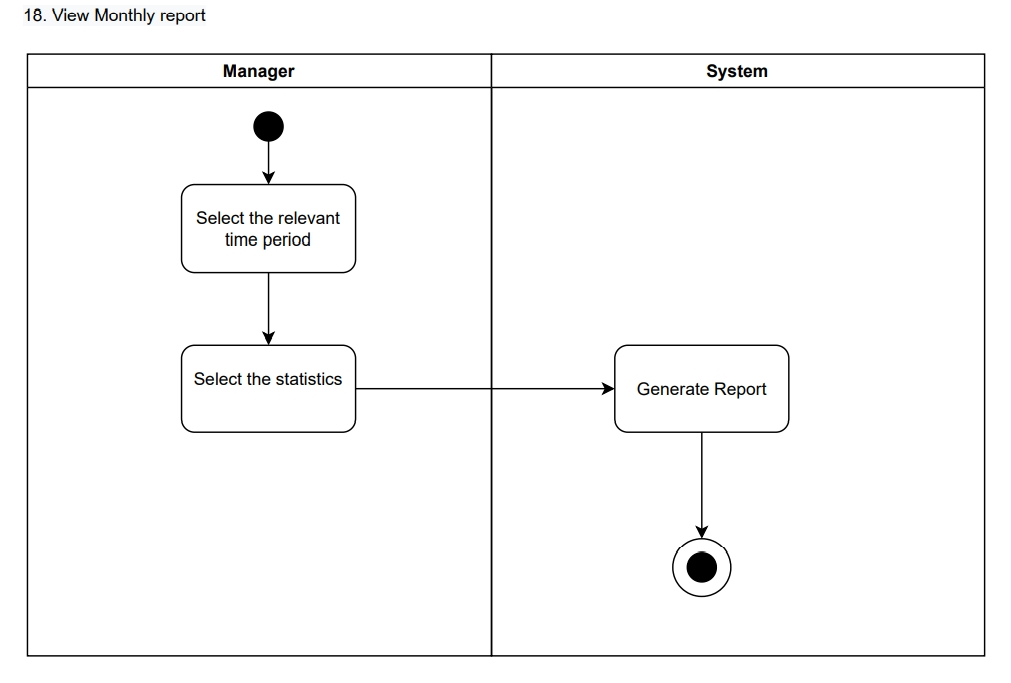 18. View Monthly report
Manager
System
Select the relevant
time period
Select the statistics
Generate Report